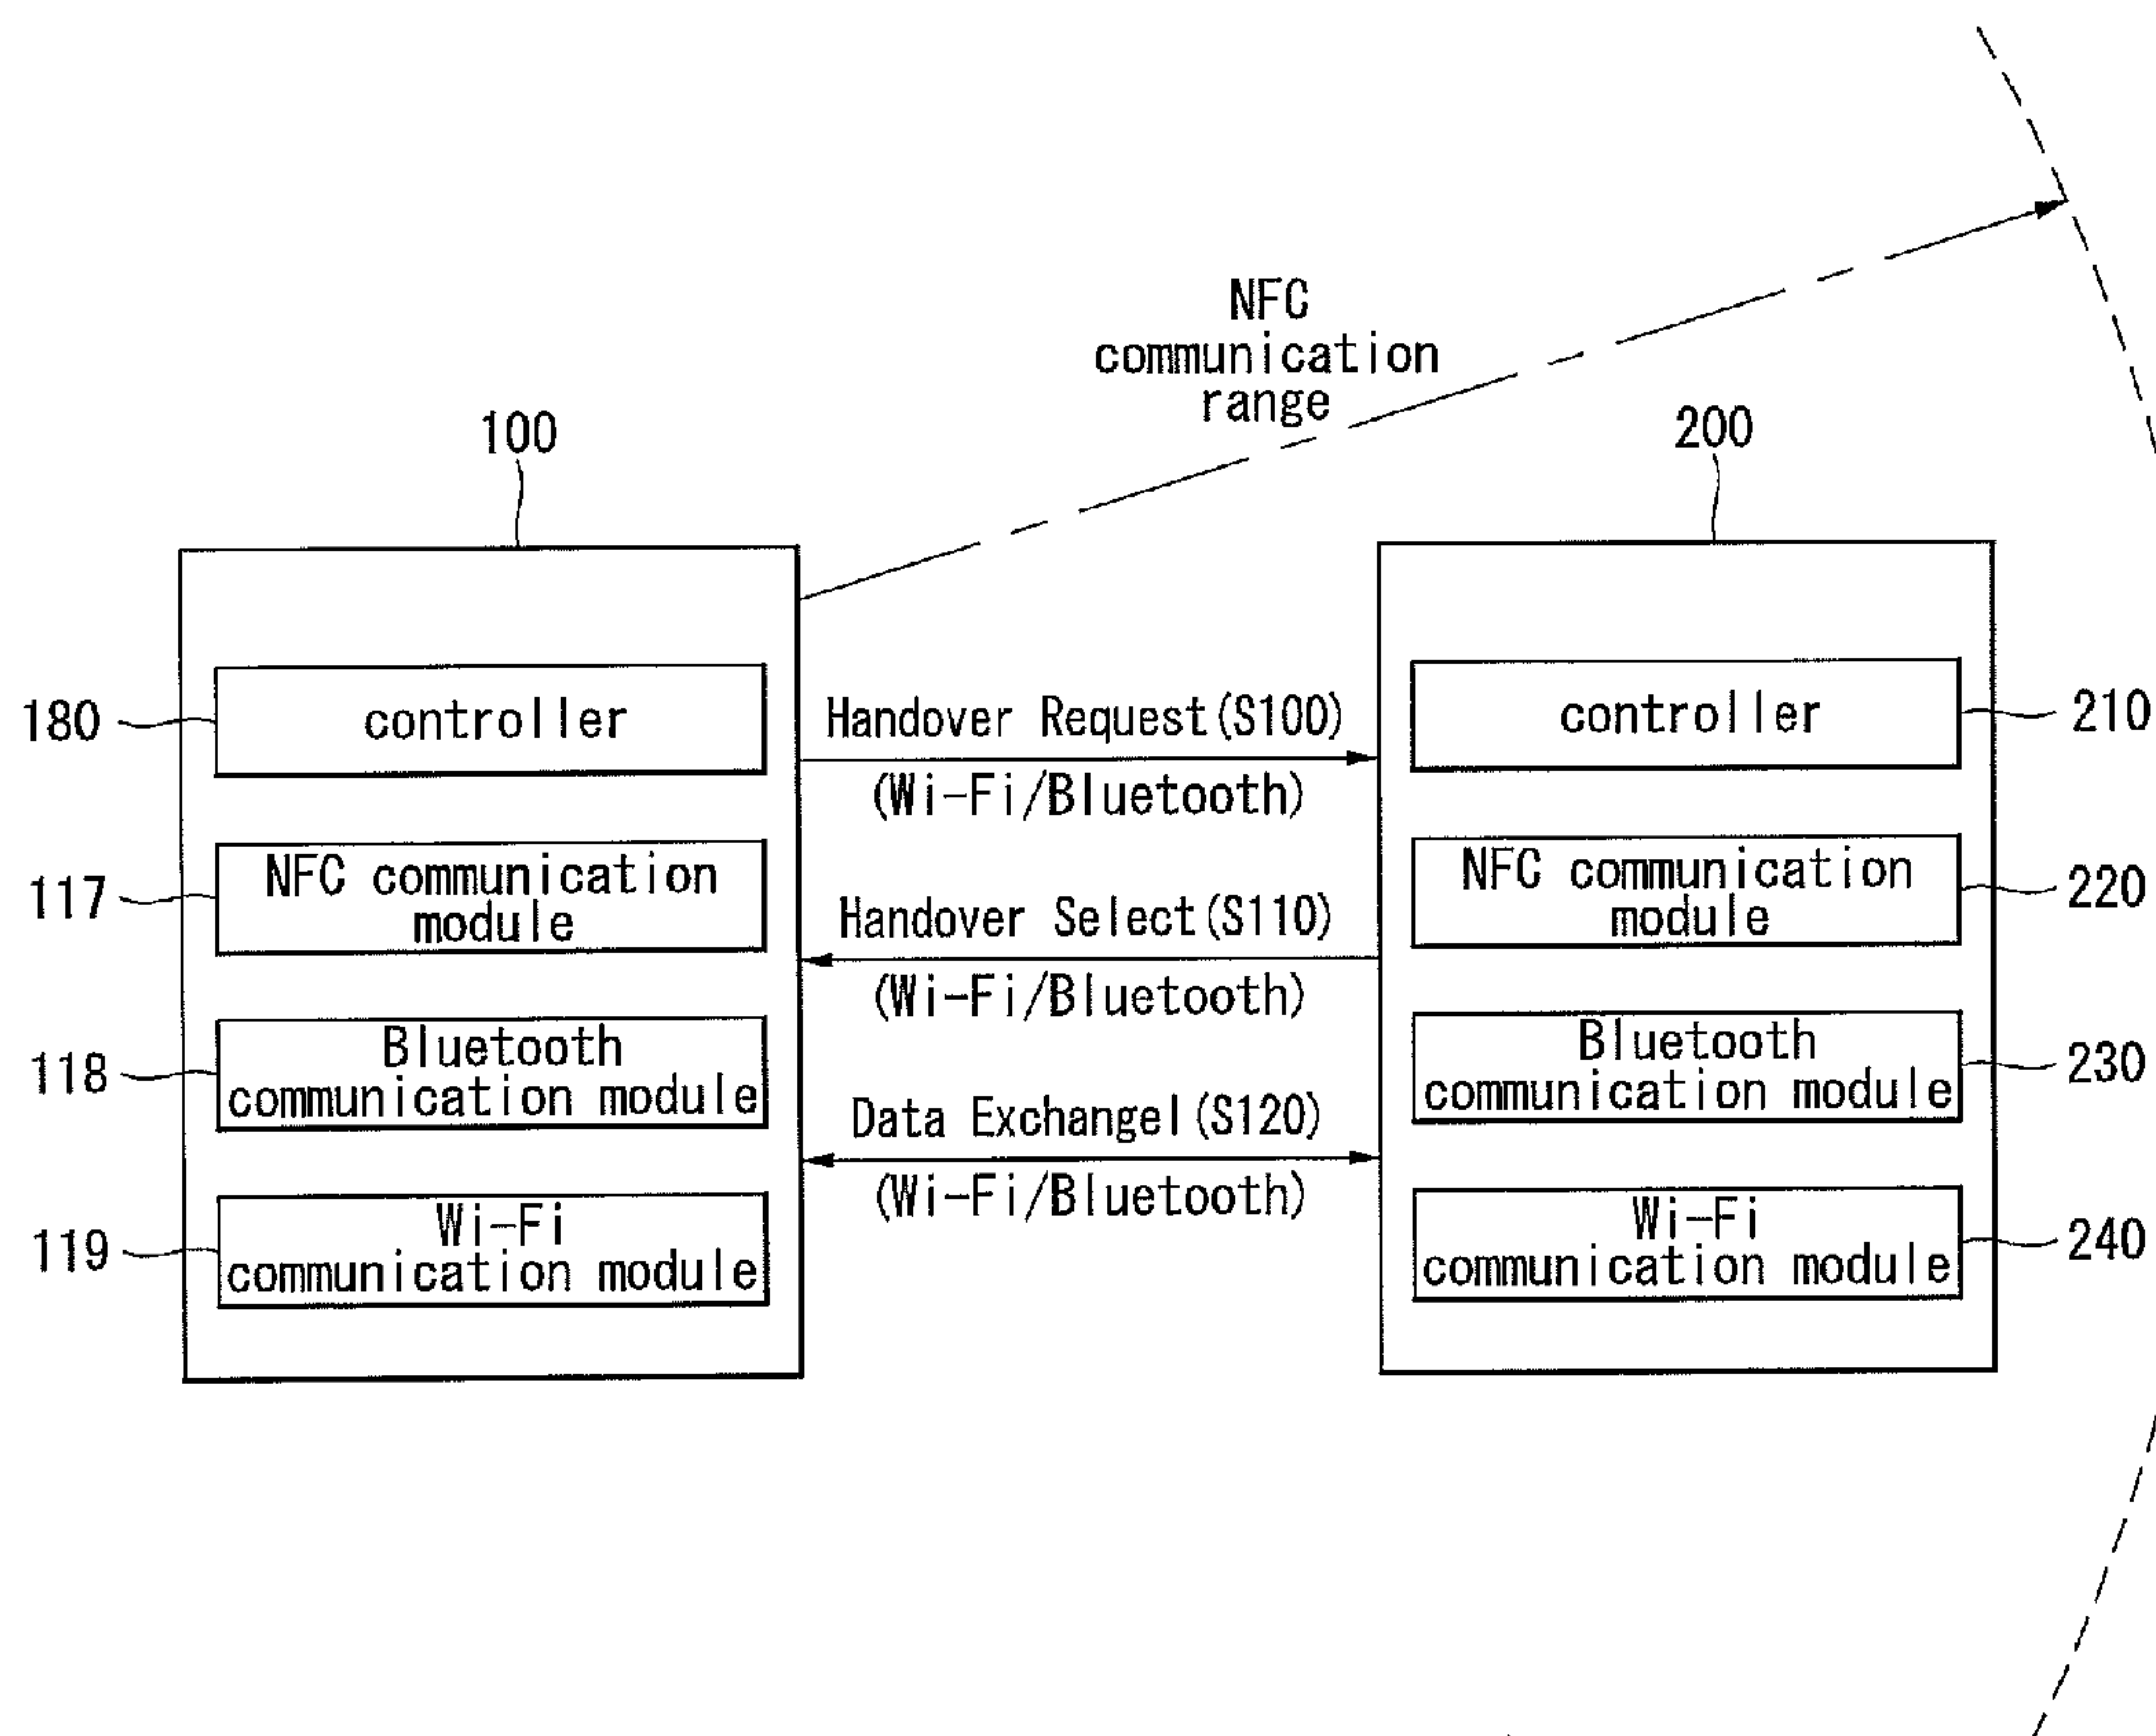 NFC
communication
range
100
200
180
controller
117
NFC communication
module
118
Bluetooth
communication module
119
Wi-Fi
communication module
Handover Request(S100)
(Wi-Fi/Bluetooth)
Handover Select(S110)
(Wi-Fi/Bluetooth)
Data Exchangel(S120)
(Wi-Fi/Bluetooth)
controller
210
NFC communication
module
220
Bluetooth
communication module
230
Wi-Fi
communication module
240